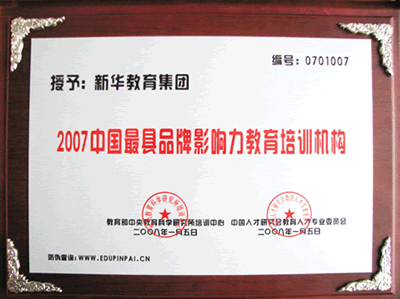 编号:0701007
授予:新华教育集团
2007中国最具品牌影响力教育培训机构
教育部中央教育科学研究所培训中心 中国人才研究会教育人才专业委员会
二〇〇八年一月五日 二〇〇八年一月五日
防伪查询:WWW.EDUPINPAI.CN